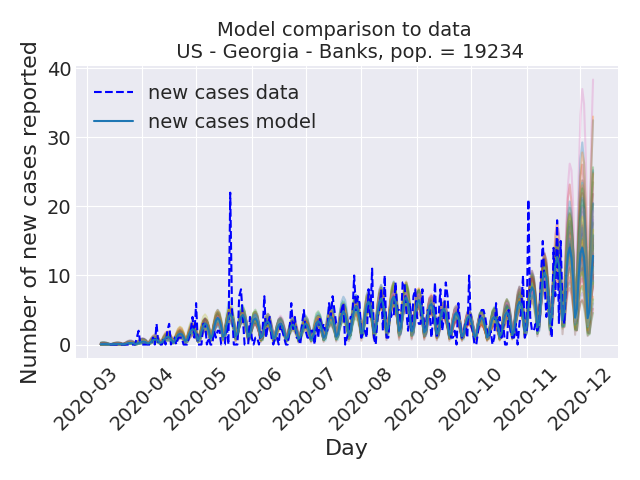 Model comparison to data
US - Georgia - Banks, pop. = 19234
Number of new cases reported
40
30
20
10
0
new cases data
new cases model
2020-03
2020-04
2020-05
2020-06
2020-07
2020-08
2020-09
2020-10
2020-11
2020-12
Day